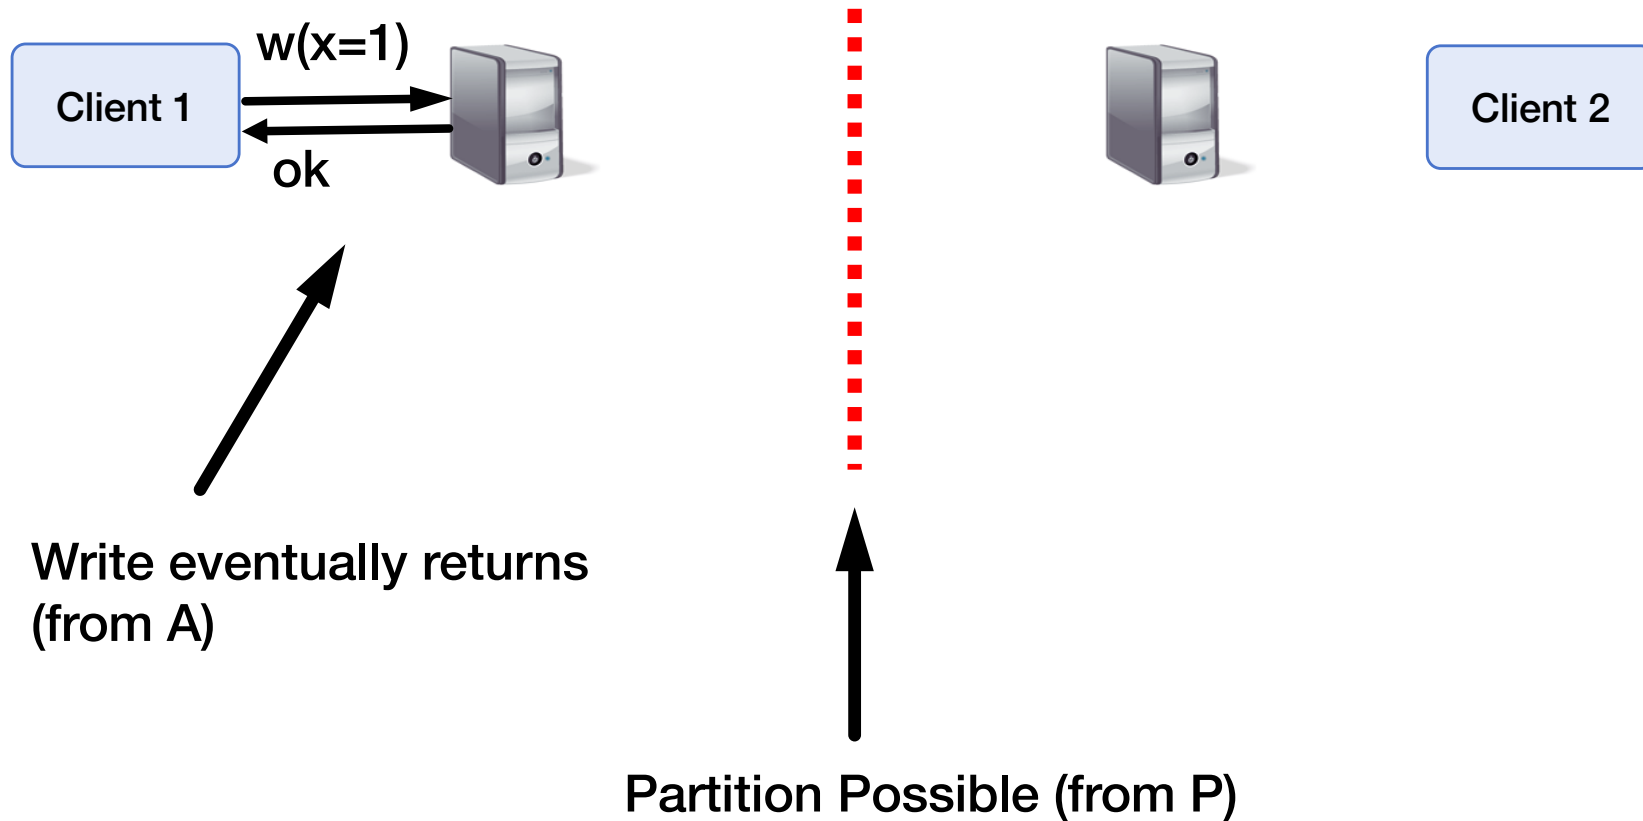 w(x=1)
Client 1
ok
Client 2
Write eventually returns
(from A)
Partition Possible (from P)